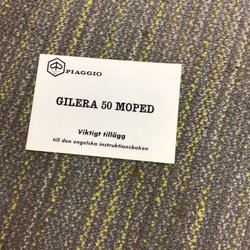 PIAGGIO
GILERA 50 MOPED
Viktigt tillägg
till den engelska instruktionsboken